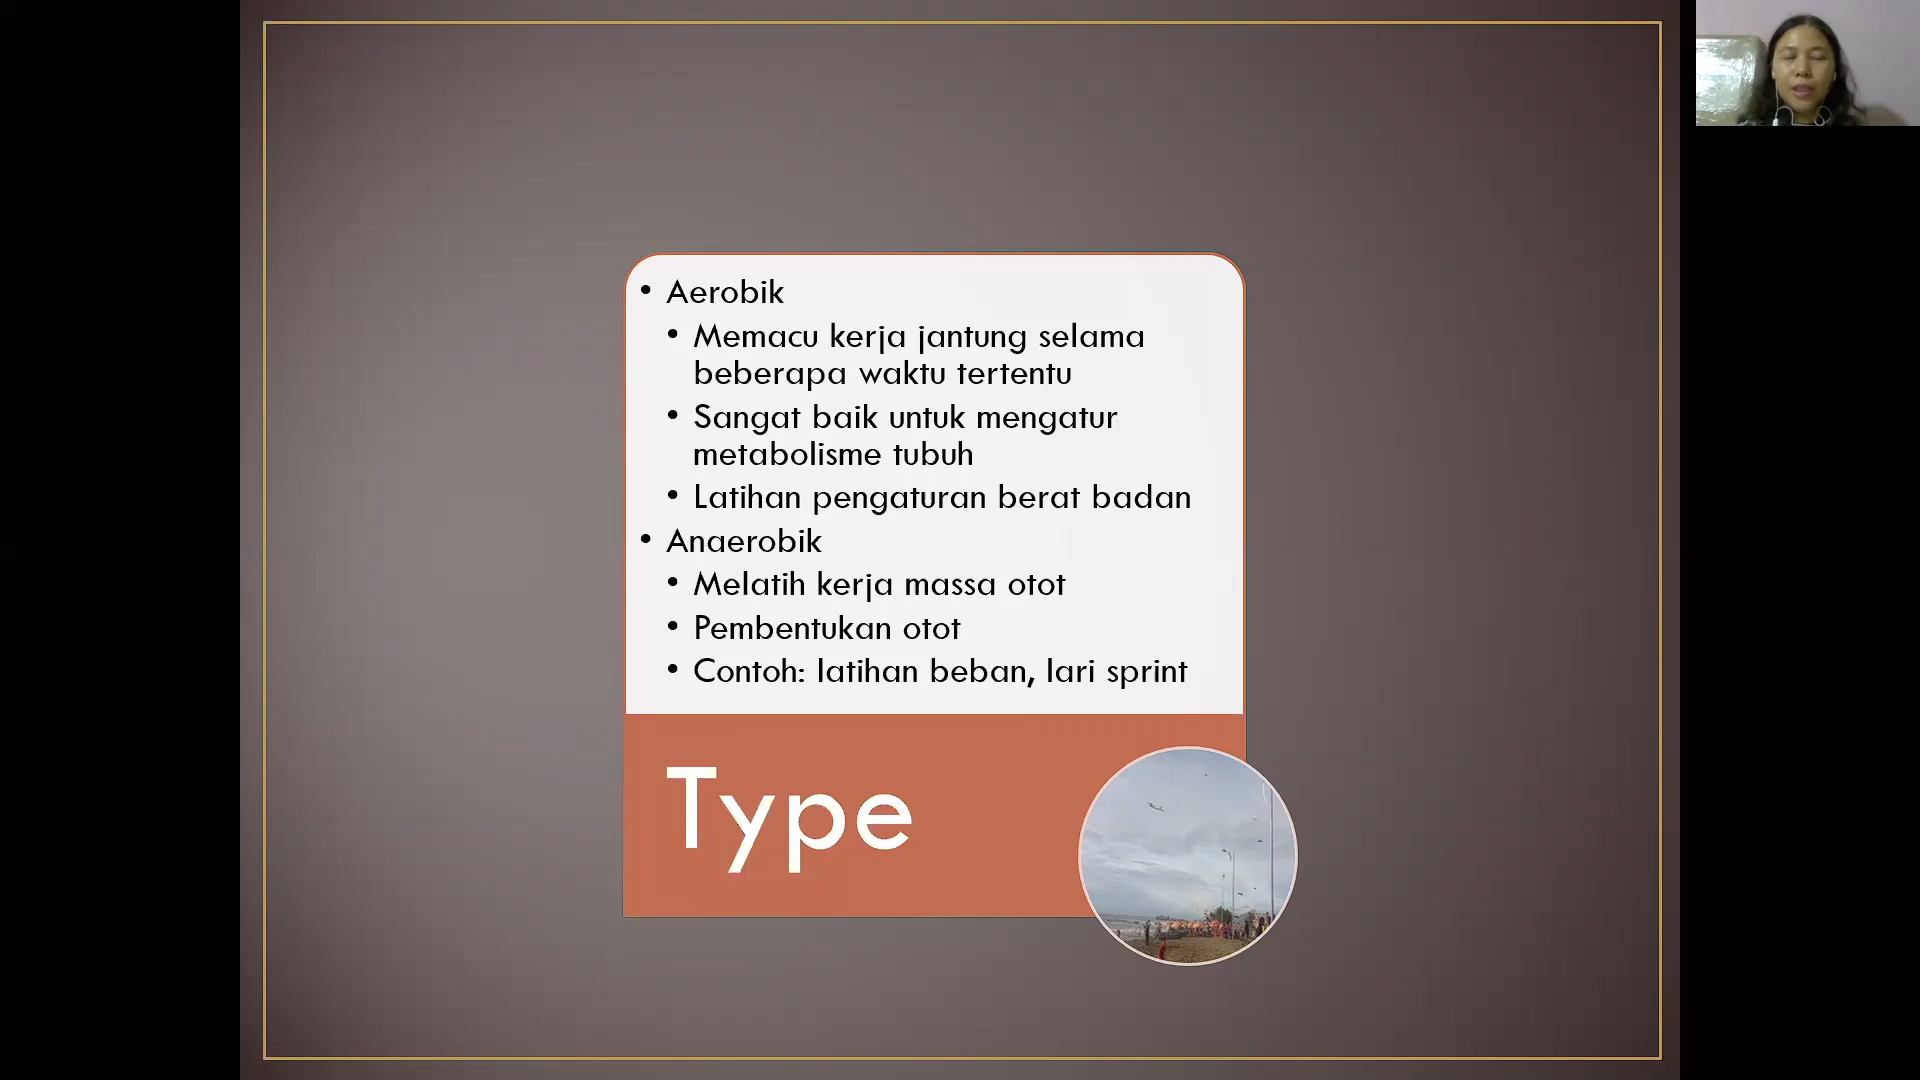 • Aerobik
• Memacu kerja jantung selama
beberapa waktu tertentu
• Sangat baik untuk mengatur
metabolisme tubuh
• Latihan pengaturan berat badan
• Anaerobik
• Melatih kerja massa otot
• Pembentukan otot
• Contoh: latihan beban, lari sprint
Type